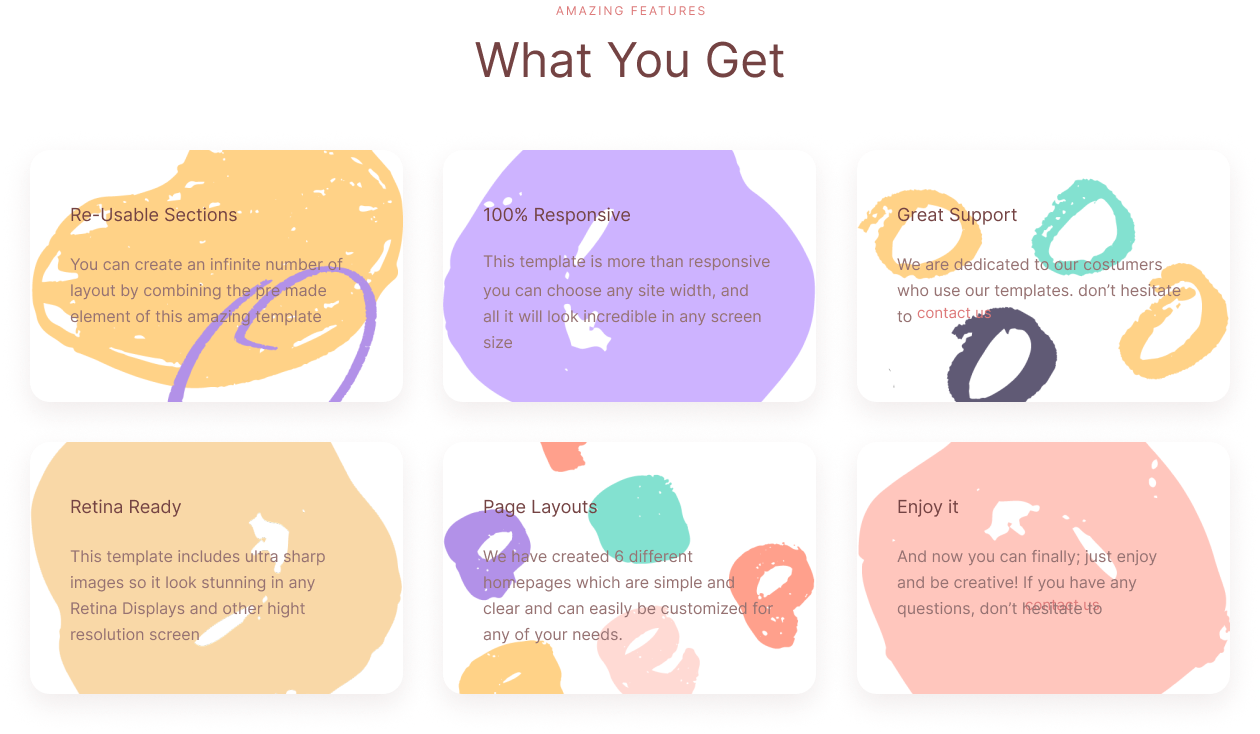 AMAZING FEATURES
What You Get
Re-Usable Sections
You can create an infinite number of
layout by combining the pre made
element of this amazing template
100% Responsive
This template is more than responsive
you can choose any site width, and
all it will look incredible in any screen
size
Great Support
We are dedicated to our costumers
who use our templates. don’t hesitate
to contact us
Retina Ready
This template includes ultra sharp
images so it look stunning in any
Retina Displays and other hight
resolution screen
Page Layouts
We have created 6 different
homepages which are simple and
clear and can easily be customized for
any of your needs.
Enjoy it
And now you can finally; just enjoy
and be creative! If you have any
questions, don’t hesitate to
contact us